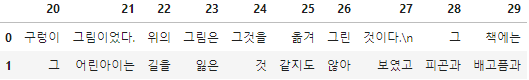 20 21 22 23 24 25 26 27 28 29
0 구렁이 그림이었다. 위의 그림은 그것을 옮겨 그린 것이다.\n 그 책에는
1 그 어린아이는 길을 잃은 것 같지도 않아 보였고 피곤과 배고픔과